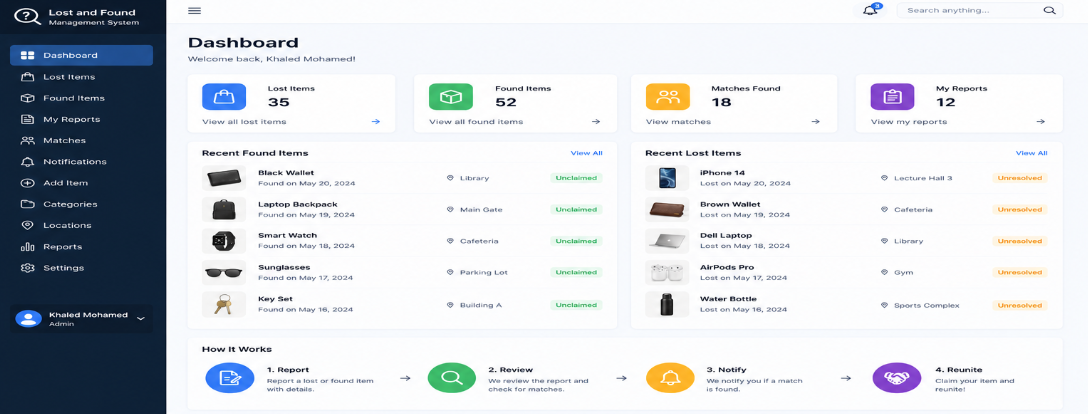 Lost and Found
Management System
Dashboard
Lost Items
Found Items
My Reports
Matches
Notifications
Add Item
Categories
Locations
Reports
Settings
Khaled Mohamed
Admin
3
Search anything...
Dashboard
Welcome back, Khaled Mohamed!
Lost Items
35
View all lost items
Found Items
52
View all found items
Matches Found
18
View matches
My Reports
12
View my reports
Recent Found Items View All
Black Wallet
Found on May 20, 2024
Library
Unclaimed
Laptop Backpack
Found on May 19, 2024
Main Gate
Unclaimed
Smart Watch
Found on May 18, 2024
Cafeteria
Unclaimed
Sunglasses
Found on May 17, 2024
Parking Lot
Unclaimed
Key Set
Found on May 16, 2024
Building A
Unclaimed
Recent Lost Items View All
iPhone 14
Lost on May 20, 2024
Lecture Hall 3
Unresolved
Brown Wallet
Lost on May 19, 2024
Cafeteria
Unresolved
Dell Laptop
Lost on May 18, 2024
Library
Unresolved
AirPods Pro
Lost on May 17, 2024
Gym
Unresolved
Water Bottle
Lost on May 16, 2024
Sports Complex
Unresolved
How It Works
1. Report
Report a lost or found item
with details.
2. Review
We review the report and
check for matches.
3. Notify
We notify you if a match
is found.
4. Reunite
Claim your item and
reunite!